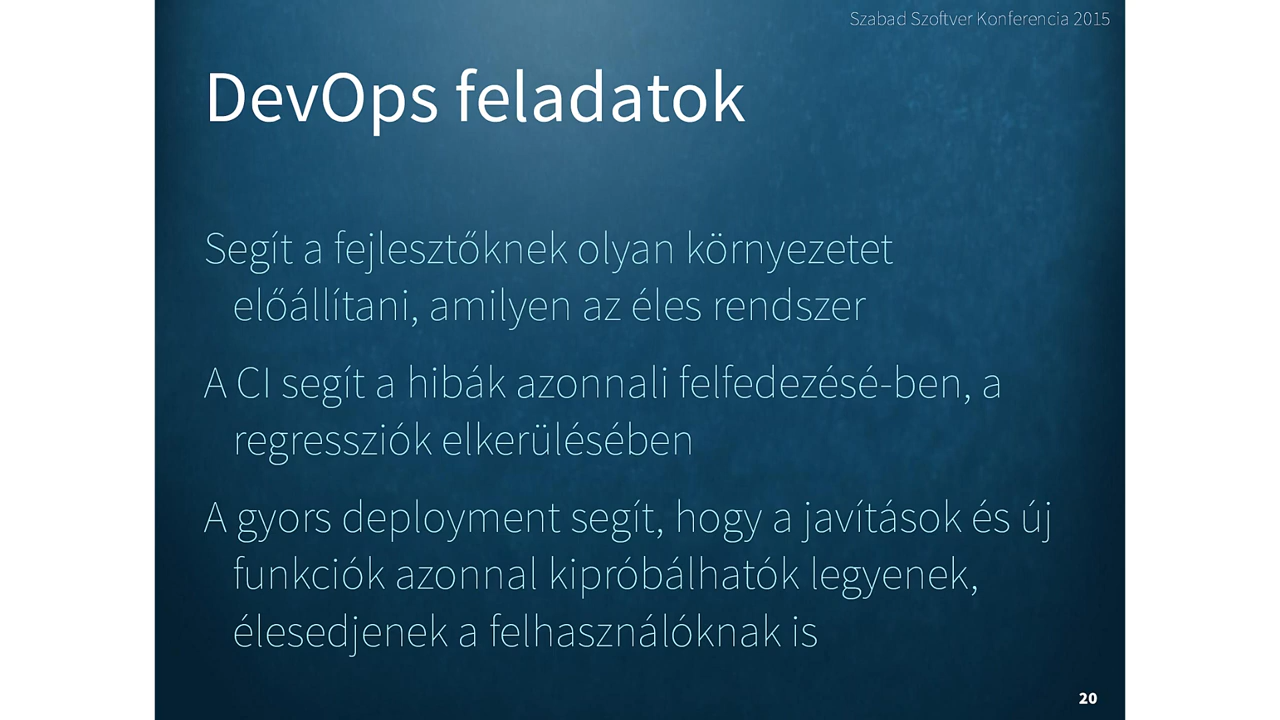 Szabad Szoftver Konferencia 2015
DevOps feladatok
Segít a fejlesztőknek olyan környezetet
előállítani, amilyen az éles rendszer
A CI segít a hibák azonnali felfedezésé-ben, a
regressziók elkerülésében
A gyors deployment segít, hogy a javítások és új
funkciók azonnal kipróbálhatók legyenek,
élesedjenek a felhasználóknak is
20